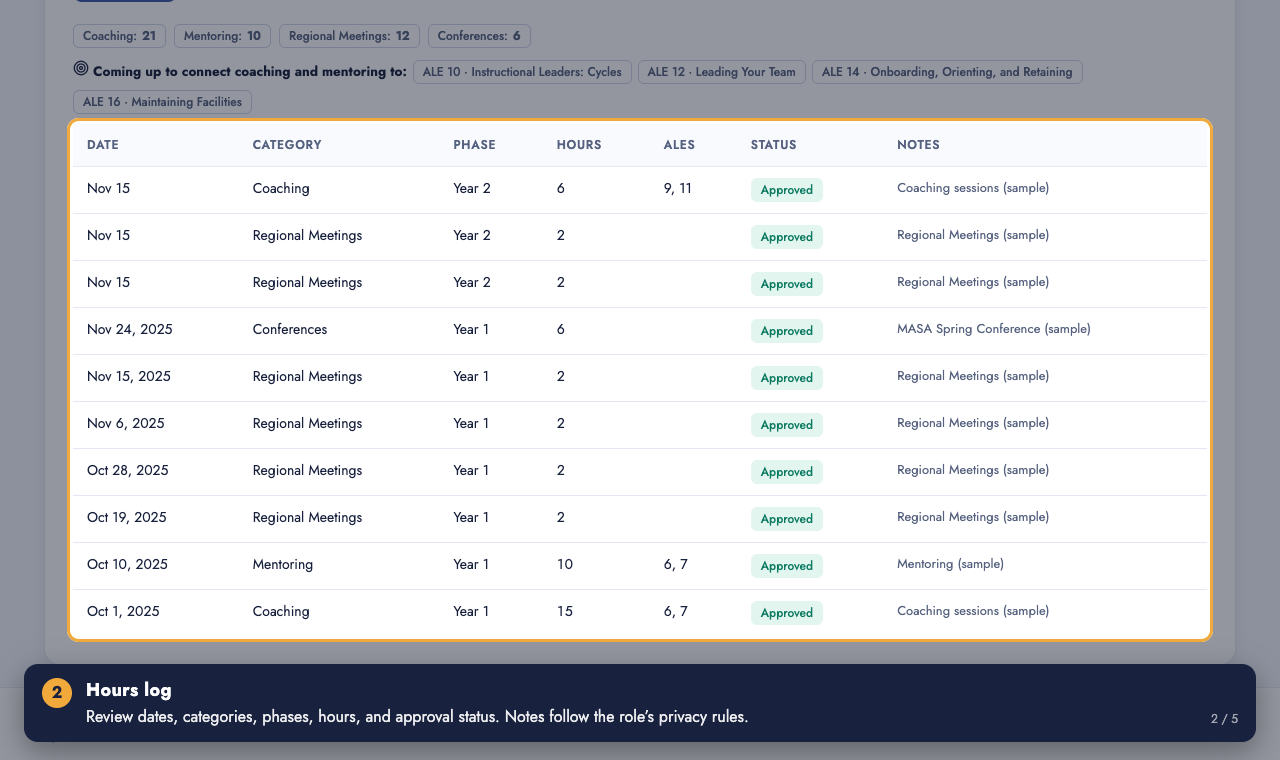 Coaching: 21 Mentoring: 10 Regional Meetings: 12 Conferences: 6
Coming up to connect coaching and mentoring to: ALE 10 · Instructional Leaders: Cycles ALE 12 · Leading Your Team ALE 14 · Onboarding, Orienting, and Retaining
ALE 16 · Maintaining Facilities
DATE CATEGORY PHASE HOURS ALES STATUS NOTES
Nov 15 Coaching Year 2 6 9, 11 Approved Coaching sessions (sample)
Nov 15 Regional Meetings Year 2 2 Approved Regional Meetings (sample)
Nov 15 Regional Meetings Year 2 2 Approved Regional Meetings (sample)
Nov 24, 2025 Conferences Year 1 6 Approved MASA Spring Conference (sample)
Nov 15, 2025 Regional Meetings Year 1 2 Approved Regional Meetings (sample)
Nov 6, 2025 Regional Meetings Year 1 2 Approved Regional Meetings (sample)
Oct 28, 2025 Regional Meetings Year 1 2 Approved Regional Meetings (sample)
Oct 19, 2025 Regional Meetings Year 1 2 Approved Regional Meetings (sample)
Oct 10, 2025 Mentoring Year 1 10 6, 7 Approved Mentoring (sample)
Oct 1, 2025 Coaching Year 1 15 6, 7 Approved Coaching sessions (sample)
2 Hours log
Review dates, categories, phases, hours, and approval status. Notes follow the role's privacy rules.
2 / 5